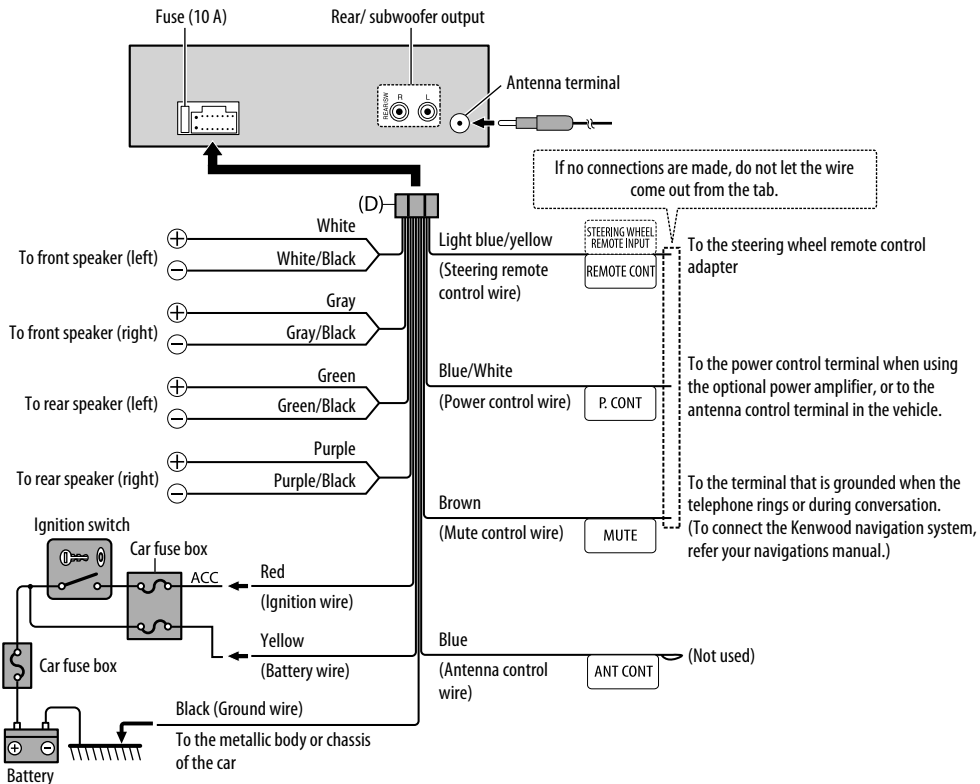 Fuse (10 A)
Rear/ subwoofer output
Antenna terminal
REAR/SW
R
L
If no connections are made, do not let the wire
come out from the tab.
(D)
White
White/Black
To front speaker (left)
Gray
Gray/Black
To front speaker (right)
Green
Green/Black
To rear speaker (left)
Purple
Purple/Black
To rear speaker (right)
Light blue/yellow
(Steering remote
control wire)
STEERING WHEEL
REMOTE INPUT
REMOTE CONT
To the steering wheel remote control
adapter
Blue/White
(Power control wire)
P. CONT
To the power control terminal when using
the optional power amplifier, or to the
antenna control terminal in the vehicle.
Brown
(Mute control wire)
MUTE
To the terminal that is grounded when the
telephone rings or during conversation.
(To connect the Kenwood navigation system,
refer your navigations manual.)
Ignition switch
Car fuse box
ACC
Red
(Ignition wire)
Yellow
(Battery wire)
Car fuse box
Blue
(Antenna control
wire)
ANT CONT
(Not used)
Black (Ground wire)
To the metallic body or chassis
of the car
Battery